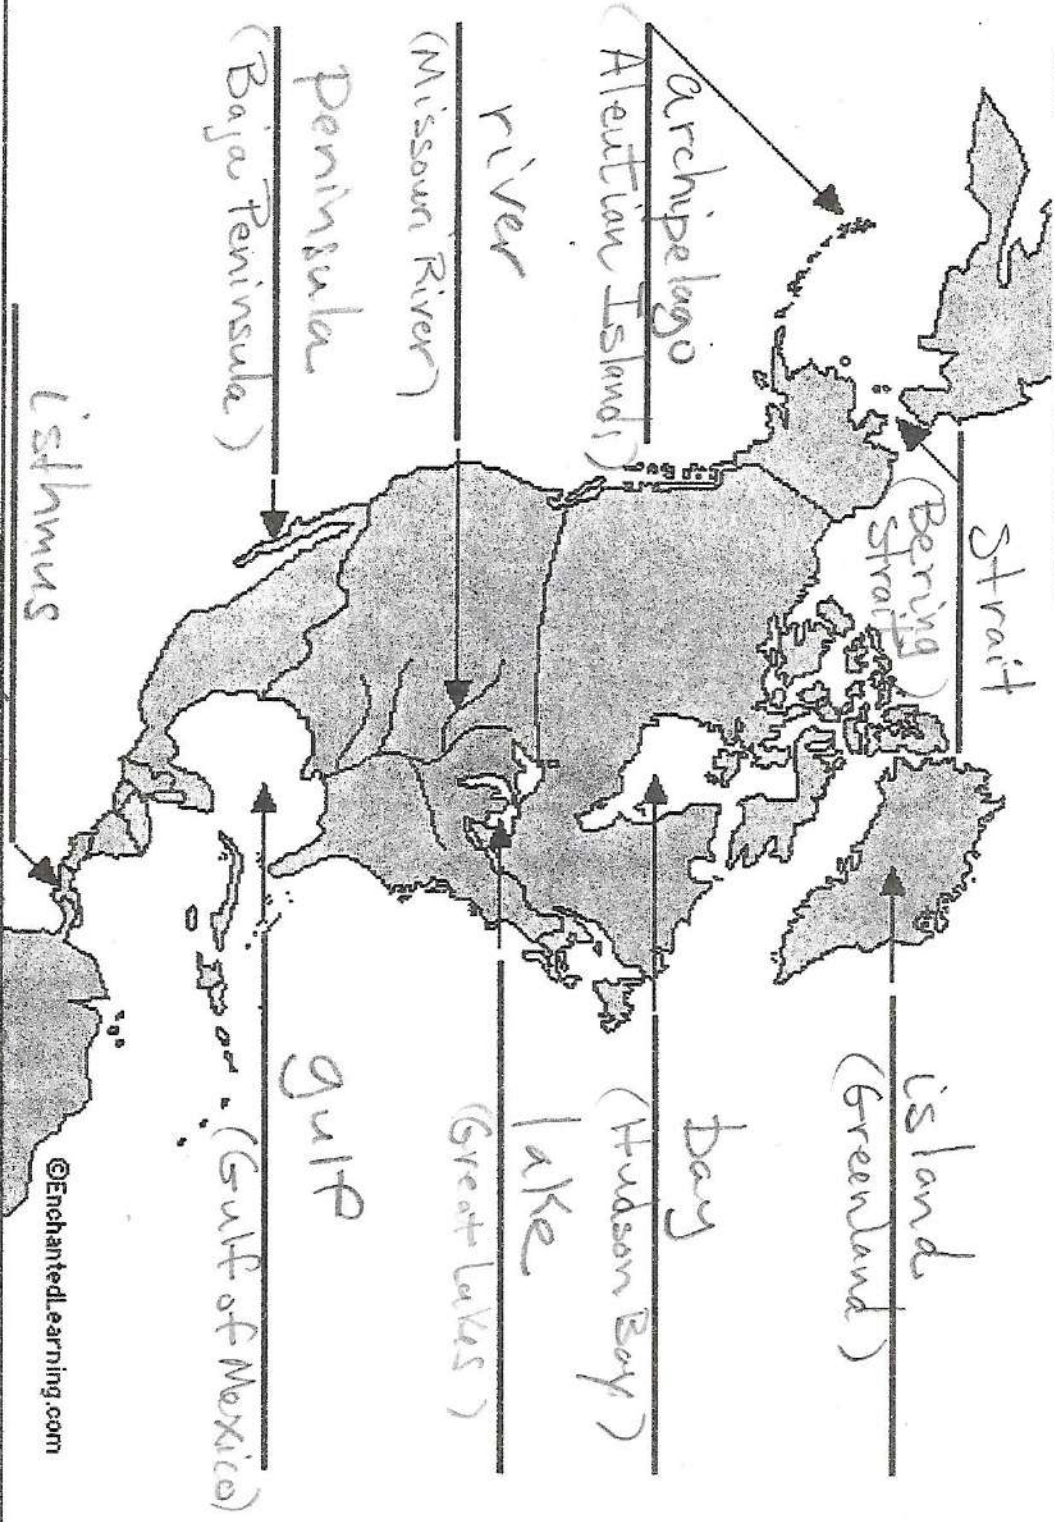 strait
(Bering
Strait)
archipelago
(Aleutian Islands)
river
(Missouri River)
peninsula
(Baja Peninsula)
isthmus
island
(Greenland)
bay
(Hudson Bay)
lake
(Great Lakes)
gulf
(Gulf of Mexico)
©EnchantedLearning.com